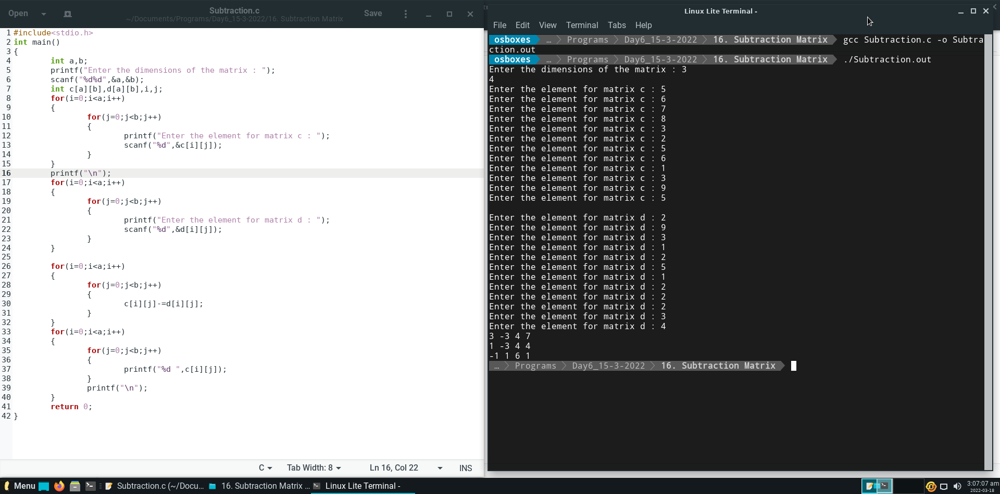 Open
Subtraction.c
~/Documents/Programs/Day6_15-3-2022/16. Subtraction Matrix
Save
1 #include<stdio.h>
2 int main()
3 {
4         int a,b;
5         printf("Enter the dimensions of the matrix : ");
6         scanf("%d%d",&a,&b);
7         int c[a][b],d[a][b],i,j;
8         for(i=0;i<a;i++)
9         {
10                 for(j=0;j<b;j++)
11                 {
12                         printf("Enter the element for matrix c : ");
13                         scanf("%d",&c[i][j]);
14                 }
15         }
16         printf("\n");
17         for(i=0;i<a;i++)
18         {
19                 for(j=0;j<b;j++)
20                 {
21                         printf("Enter the element for matrix d : ");
22                         scanf("%d",&d[i][j]);
23                 }
24         }
25
26         for(i=0;i<a;i++)
27         {
28                 for(j=0;j<b;j++)
29                 {
30                         c[i][j]-=d[i][j];
31                 }
32         }
33         for(i=0;i<a;i++)
34         {
35                 for(j=0;j<b;j++)
36                 {
37                         printf("%d ",c[i][j]);
38                 }
39                 printf("\n");
40         }
41         return 0;
42 }
C Tab Width: 8 Ln 16, Col 22 INS
Linux Lite Terminal -
File Edit View Terminal Tabs Help
osboxes … Programs Day6_15-3-2022 16. Subtraction Matrix gcc Subtraction.c -o Subtra
ction.out
osboxes … Programs Day6_15-3-2022 16. Subtraction Matrix ./Subtraction.out
Enter the dimensions of the matrix : 3
4
Enter the element for matrix c : 5
Enter the element for matrix c : 6
Enter the element for matrix c : 7
Enter the element for matrix c : 8
Enter the element for matrix c : 3
Enter the element for matrix c : 2
Enter the element for matrix c : 5
Enter the element for matrix c : 6
Enter the element for matrix c : 1
Enter the element for matrix c : 3
Enter the element for matrix c : 9
Enter the element for matrix c : 5

Enter the element for matrix d : 2
Enter the element for matrix d : 9
Enter the element for matrix d : 3
Enter the element for matrix d : 1
Enter the element for matrix d : 2
Enter the element for matrix d : 5
Enter the element for matrix d : 1
Enter the element for matrix d : 2
Enter the element for matrix d : 2
Enter the element for matrix d : 2
Enter the element for matrix d : 3
Enter the element for matrix d : 4
3 -3 4 7
1 -3 4 4
-1 1 6 1
… Programs Day6_15-3-2022 16. Subtraction Matrix
Menu Subtraction.c (~/Docu... 16. Subtraction Matrix ... Linux Lite Terminal - 3:07:07 am
2022-03-18